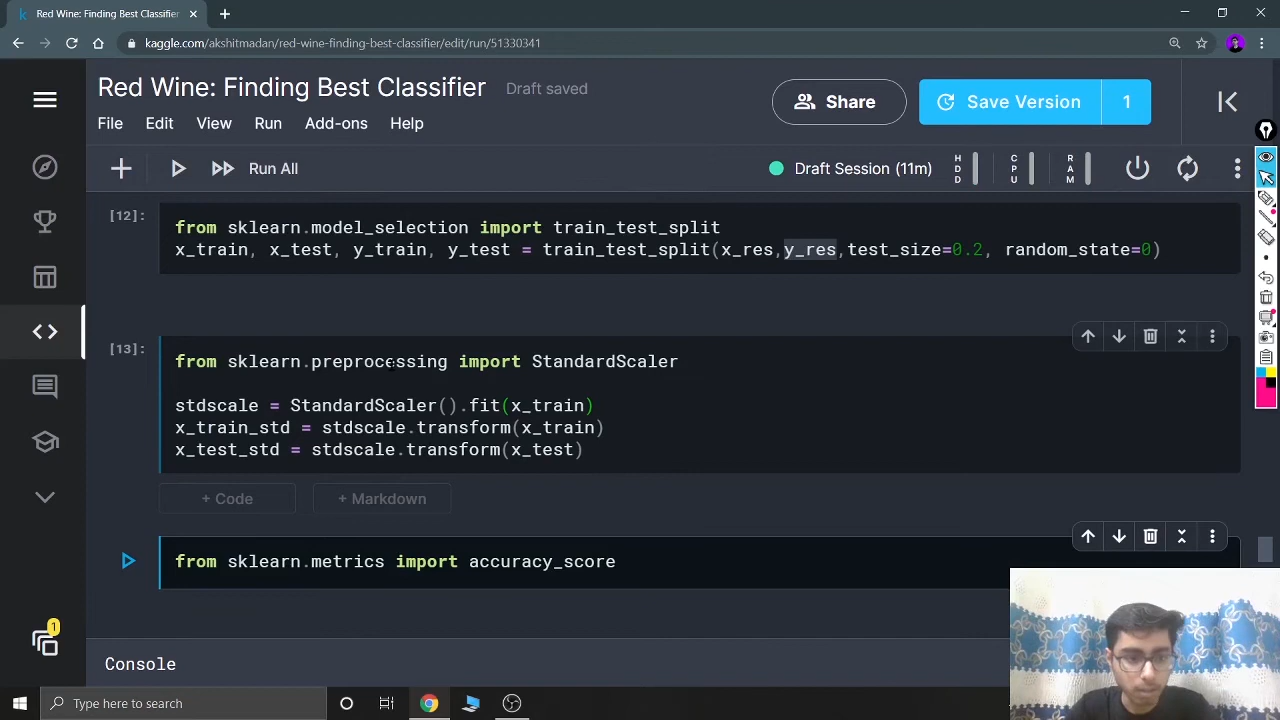 Red Wine: Finding Best Classifier
kaggle.com/akshitmadan/red-wine-finding-best-classifier/edit/run/51330341
Red Wine: Finding Best Classifier Draft saved
Share
Save Version 1
File Edit View Run Add-ons Help
Run All
Draft Session (11m)
HDD
CPU
RAM
[12]:
from sklearn.model_selection import train_test_split
x_train, x_test, y_train, y_test = train_test_split(x_res,y_res,test_size=0.2, random_state=0)
[13]:
from sklearn.preprocessing import StandardScaler
stdscale = StandardScaler().fit(x_train)
x_train_std = stdscale.transform(x_train)
x_test_std = stdscale.transform(x_test)
+ Code + Markdown
from sklearn.metrics import accuracy_score
1
Console
Type here to search